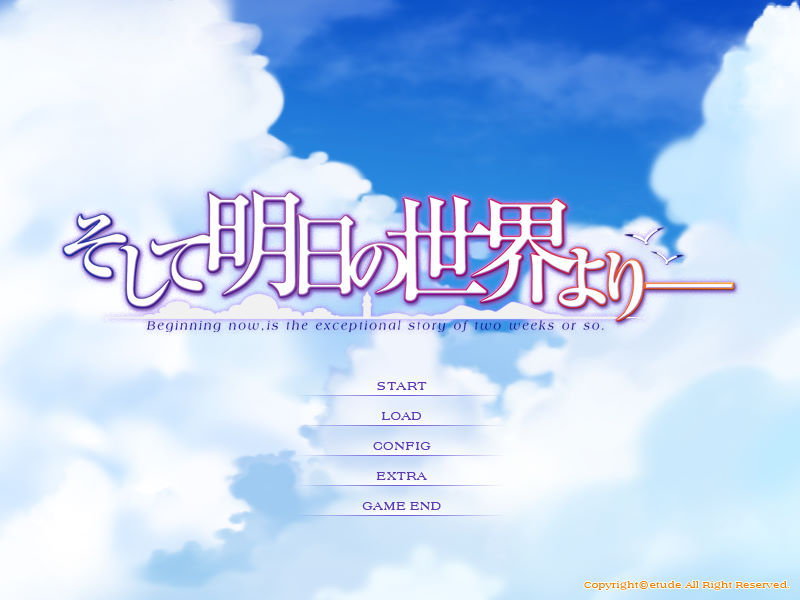 そして明日の世界より――
Beginning now,is the exceptional story of two weeks or so.
START
LOAD
CONFIG
EXTRA
GAME END
Copyright©etude All Right Reserved.